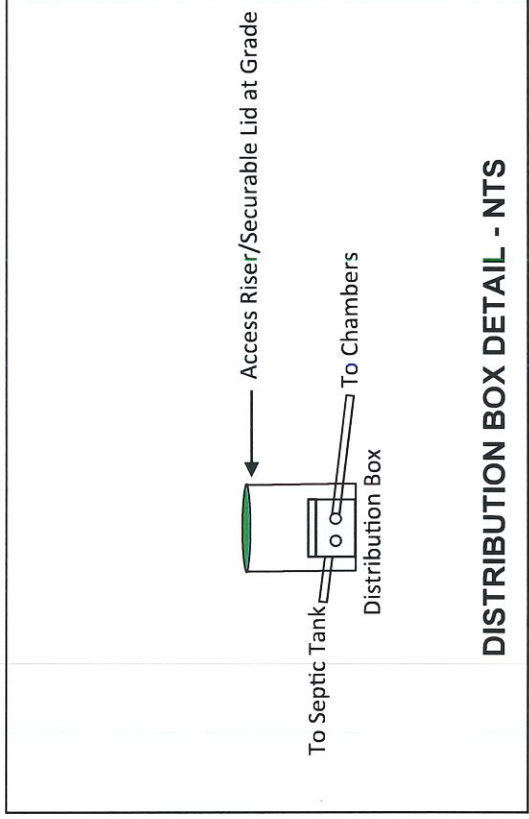 Access Riser/Securable Lid at Grade
To Chambers
To Septic Tank
Distribution Box
DISTRIBUTION BOX DETAIL - NTS